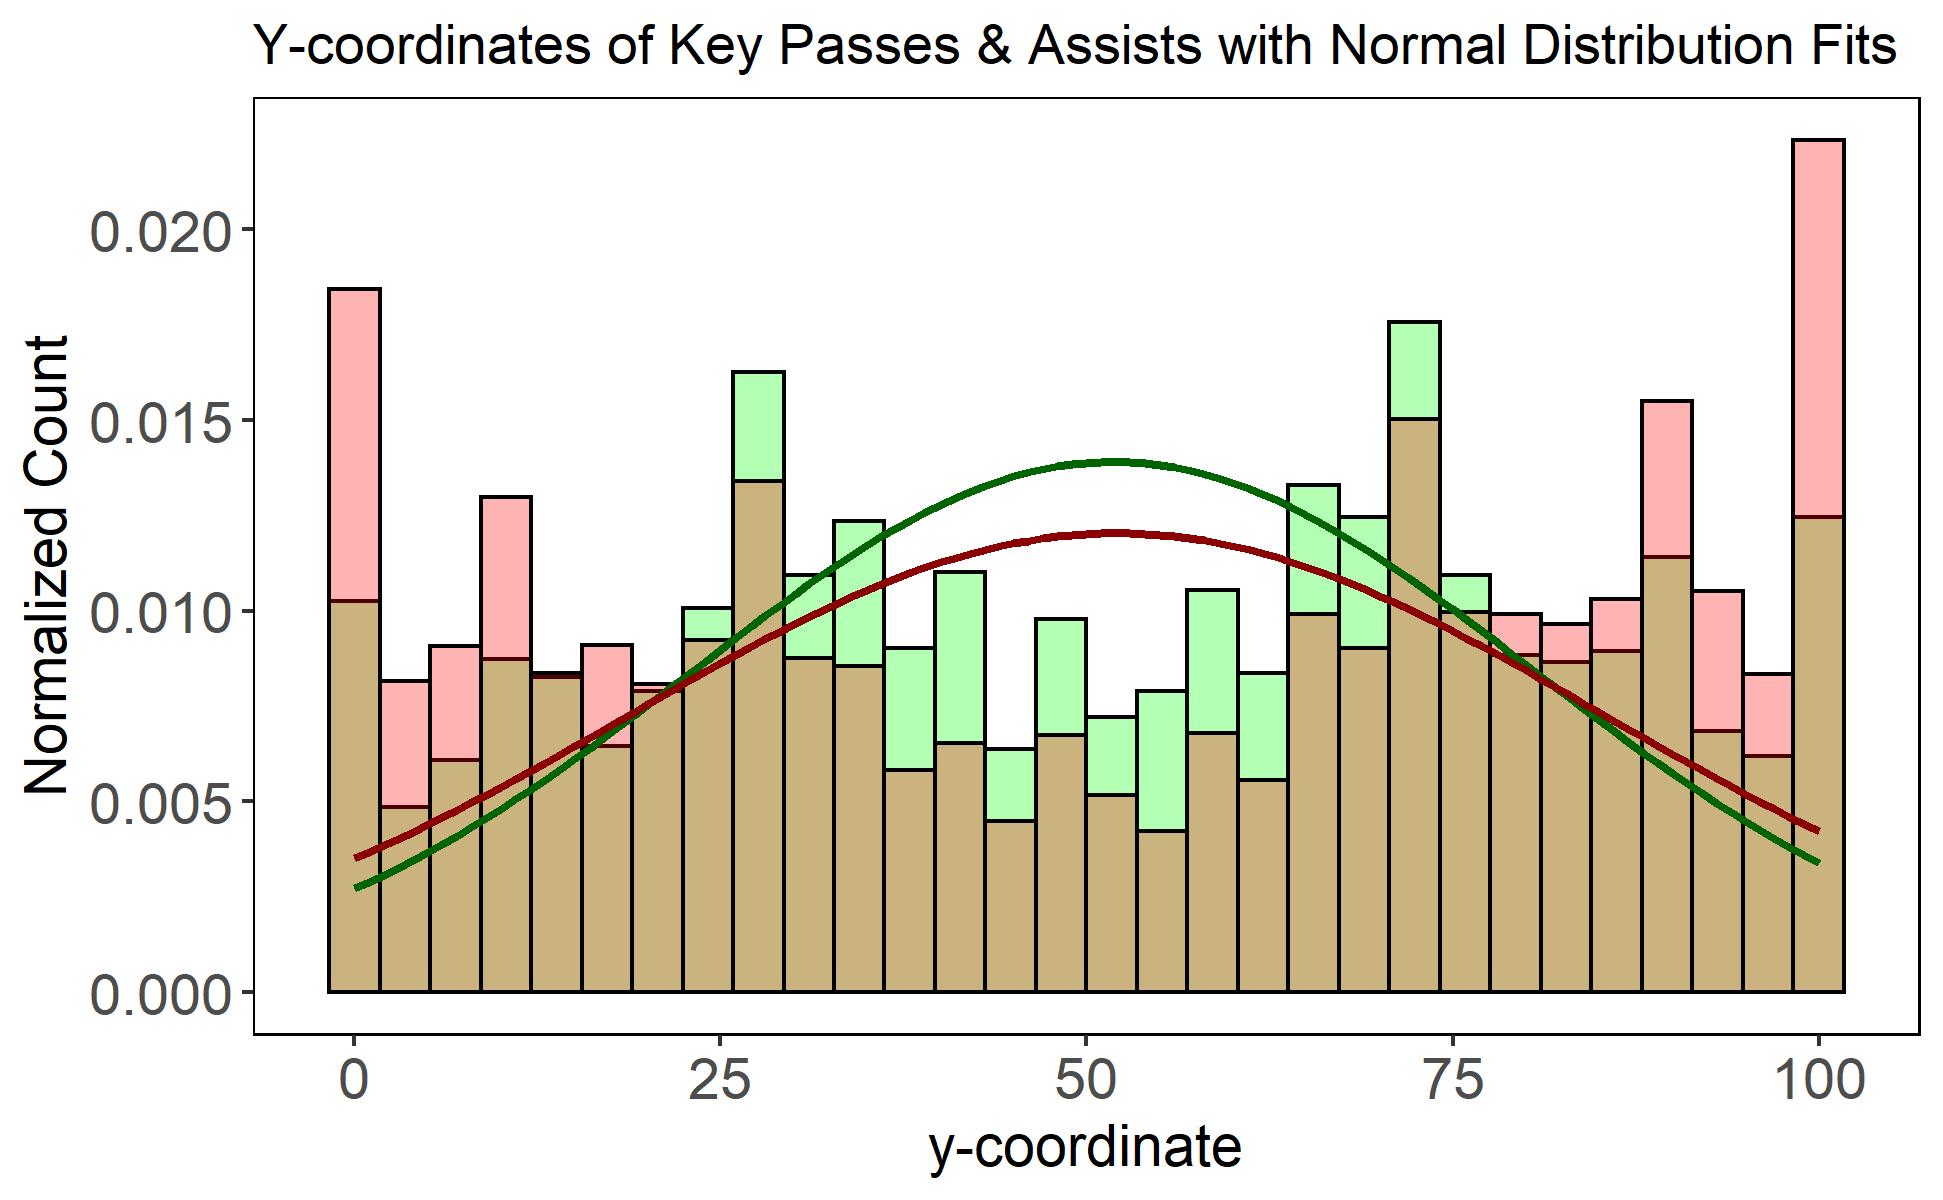 Y-coordinates of Key Passes & Assists with Normal Distribution Fits
Normalized Count
0.020
0.015
0.010
0.005
0.000
0 25 50 75 100
y-coordinate